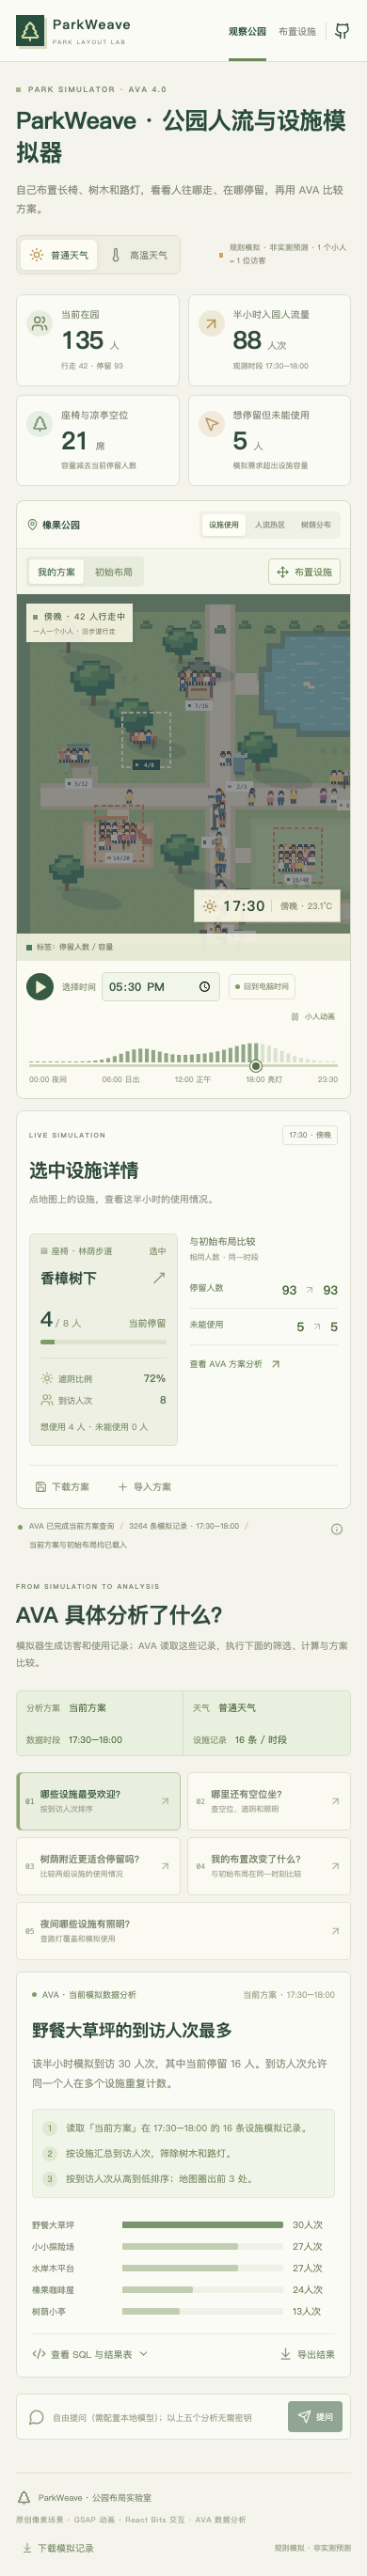 ParkWeave
PARK LAYOUT LAB
观察公园
布置设施
PARK SIMULATOR · AVA 4.0
ParkWeave · 公园人流与设施模
拟器
自己布置长椅、树木和路灯，看看人往哪走、在哪停留，再用 AVA 比较
方案。
普通天气
高温天气
规则模拟 · 非实测预测 · 1 个小人
= 1 位访客
当前在园
135 人
行走 42 · 停留 93
半小时入园人流量
88 人次
观测时段 17:30–18:00
座椅与凉亭空位
21 席
容量减去当前停留人数
想停留但未能使用
5 人
模拟需求超出设施容量
橡果公园
设施使用
人流热区
树荫分布
我的方案
初始布局
布置设施
傍晚 · 42 人行走中
一人一个小人 · 沿步道行走
7/16
4/8
5/12
2/3
14/20
15/40
17:30
傍晚 · 23.1°C
标签：停留人数 / 容量
选择时间
05:30 PM
回到电脑时间
小人动画
00:00 夜间
06:00 日出
12:00 正午
18:00 亮灯
23:30
LIVE SIMULATION
17:30 · 傍晚
选中设施详情
点地图上的设施，查看这半小时的使用情况。
座椅 · 林荫步道
选中
香樟树下
4 / 8 人
当前停留
遮阴比例
72%
到访人次
8
想使用 4 人 · 未能使用 0 人
与初始布局比较
相同人数 · 同一时段
停留人数
93
93
未能使用
5
5
查看 AVA 方案分析
下载方案
导入方案
AVA 已完成当前方案查询 / 3264 条模拟记录 · 17:30–18:00 /
当前方案与初始布局均已载入
FROM SIMULATION TO ANALYSIS
AVA 具体分析了什么？
模拟器生成访客和使用记录；AVA 读取这些记录，执行下面的筛选、计算与方案
比较。
分析方案 当前方案
天气 普通天气
数据时段 17:30–18:00
设施记录 16 条 / 时段
01
哪些设施最受欢迎？
按到访人次排序
02
哪里还有空位坐？
查空位、遮阴和照明
03
树荫附近更适合停留吗？
比较两组设施的使用情况
04
我的布置改变了什么？
与初始布局在同一时刻比较
05
夜间哪些设施有照明？
查路灯覆盖和模拟使用
AVA · 当前模拟数据分析
当前方案 · 17:30–18:00
野餐大草坪的到访人次最多
该半小时模拟到访 30 人次，其中当前停留 16 人。到访人次允许
同一个人在多个设施重复计数。
1 读取「当前方案」在 17:30–18:00 的 16 条设施模拟记录。
2 按设施汇总到访人次，筛除树木和路灯。
3 按到访人次从高到低排序；地图圈出前 3 处。
野餐大草坪
30人次
小小探险场
27人次
水岸木平台
27人次
橡果咖啡屋
24人次
树荫小亭
13人次
查看 SQL 与结果表
导出结果
自由提问（需配置本地模型）；以上五个分析无需密钥
提问
ParkWeave · 公园布局实验室
原创像素场景 · GSAP 动画 · React Bits 交互 · AVA 数据分析
下载模拟记录
规则模拟 · 非实测预测